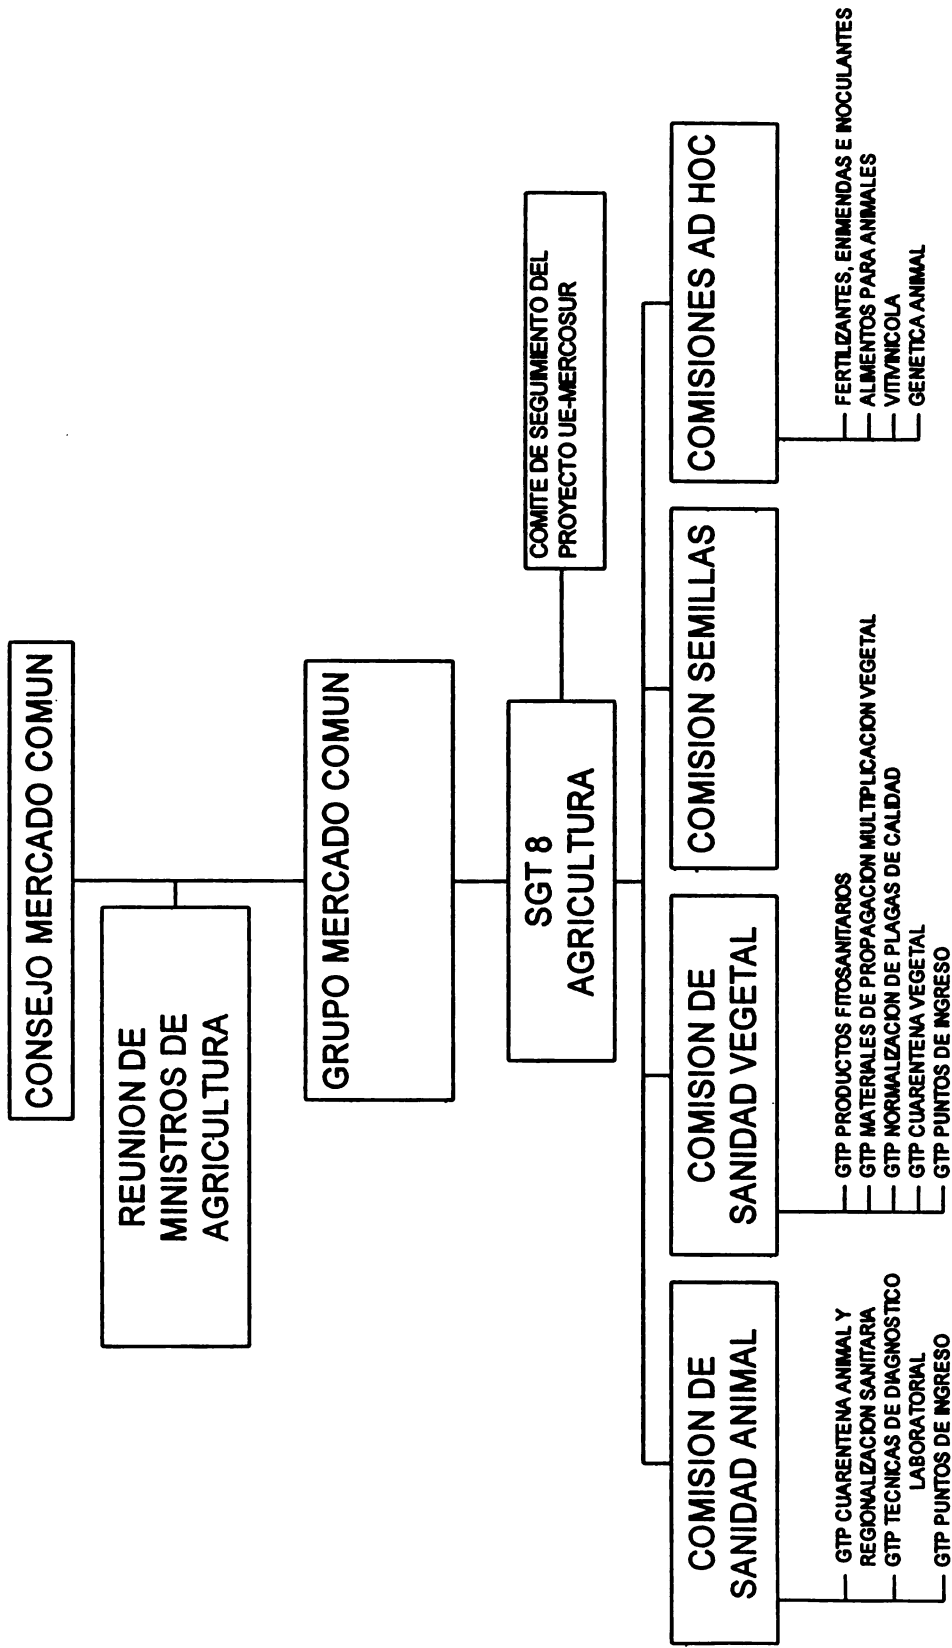 CONSEJO MERCADO COMUN
REUNION DE
MINISTROS DE
AGRICULTURA
GRUPO MERCADO COMUN
SGT 8
AGRICULTURA
COMITE DE SEGUIMIENTO DEL
PROYECTO UE-MERCOSUR
COMISION DE
SANIDAD ANIMAL
GTP CUARENTENA ANIMAL Y
REGIONALIZACION SANITARIA
GTP TECNICAS DE DIAGNOSTICO
LABORATORIAL
GTP PUNTOS DE INGRESO
COMISION DE
SANIDAD VEGETAL
GTP PRODUCTOS FITOSANITARIOS
GTP MATERIALES DE PROPAGACION MULTIPLICACION VEGETAL
GTP NORMALIZACION DE PLAGAS DE CALIDAD
GTP CUARENTENA VEGETAL
GTP PUNTOS DE INGRESO
COMISION SEMILLAS
COMISIONES AD HOC
FERTILIZANTES, ENMENDAS E INOCULANTES
ALIMENTOS PARA ANIMALES
VITIVINICOLA
GENETICA ANIMAL